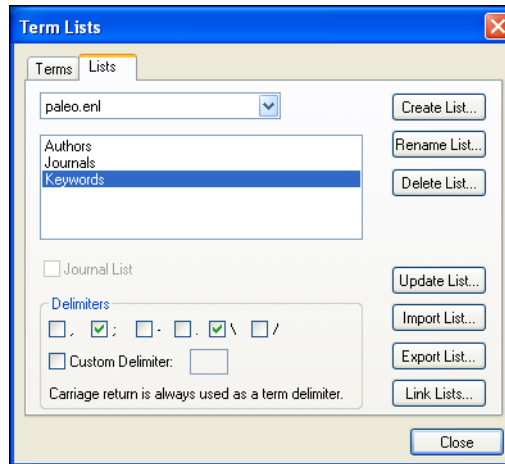 Term Lists
Terms Lists
paleo.enl
Create List...
Authors
Journals
Keywords
Rename List...
Delete List...
Journal List
Update List...
Delimiters
, ; - . \ /
Import List...
Custom Delimiter:
Export List...
Carriage return is always used as a term delimiter.
Link Lists...
Close